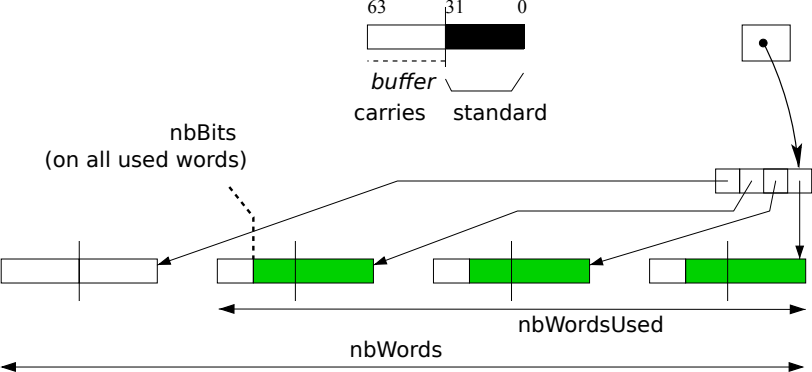 63 31 0
buffer
carries standard
nbBits
(on all used words)
nbWordsUsed
nbWords